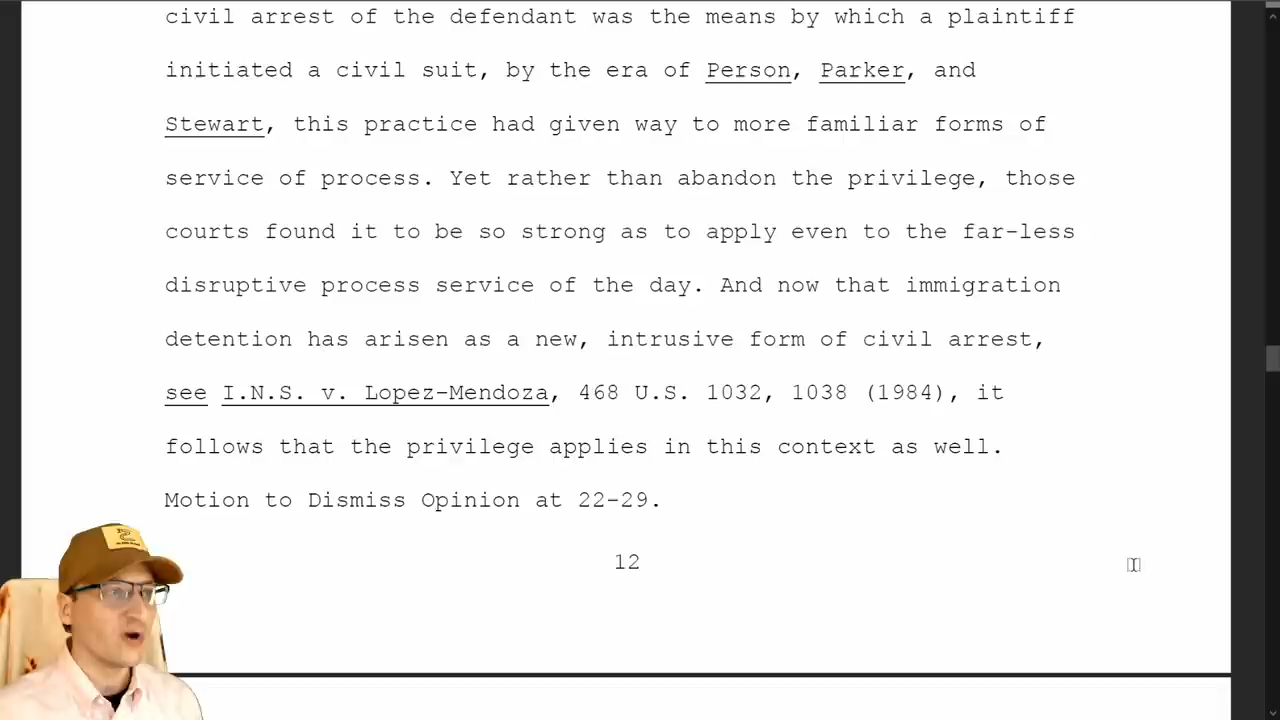 civil arrest of the defendant was the means by which a plaintiff
initiated a civil suit, by the era of Person, Parker, and
Stewart, this practice had given way to more familiar forms of
service of process. Yet rather than abandon the privilege, those
courts found it to be so strong as to apply even to the far-less
disruptive process service of the day. And now that immigration
detention has arisen as a new, intrusive form of civil arrest,
see I.N.S. v. Lopez-Mendoza, 468 U.S. 1032, 1038 (1984), it
follows that the privilege applies in this context as well.
Motion to Dismiss Opinion at 22-29.
12